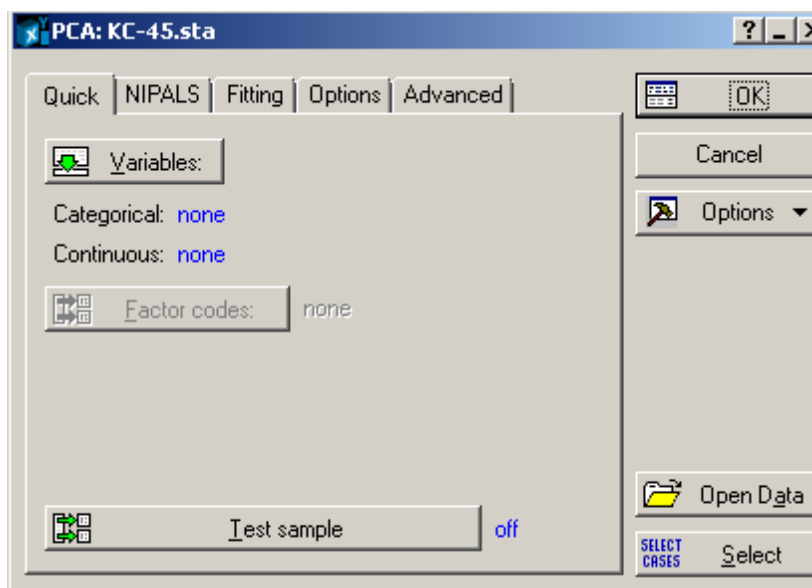 PCA: KC-45.sta
Quick NIPALS Fitting Options Advanced
Variables:
Categorical: none
Continuous: none
Factor codes: none
Test sample off
OK
Cancel
Options
Open Data
SELECT CASES Select